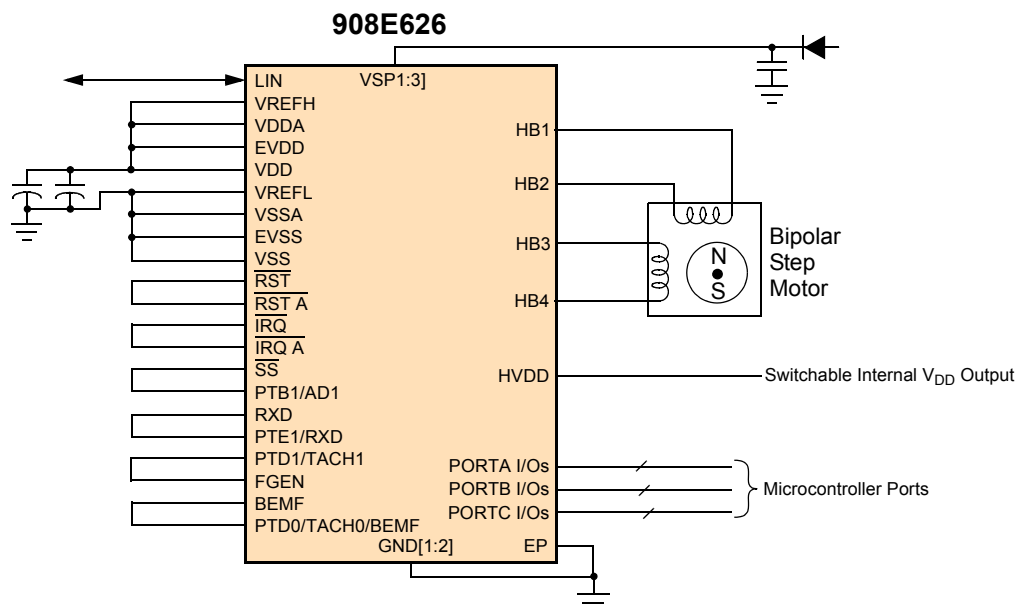 908E626
VSP1:3]
LIN
VREFH
VDDA
EVDD
VDD
VREFL
VSSA
EVSS
VSS
RST
RST A
IRQ
IRQ A
SS
PTB1/AD1
RXD
PTE1/RXD
PTD1/TACH1
FGEN
BEMF
PTD0/TACH0/BEMF
GND[1:2]
HB1
HB2
HB3
HB4
HVDD
PORTA I/Os
PORTB I/Os
PORTC I/Os
EP
N
S
Bipolar
Step
Motor
Switchable Internal VDD Output
Microcontroller Ports